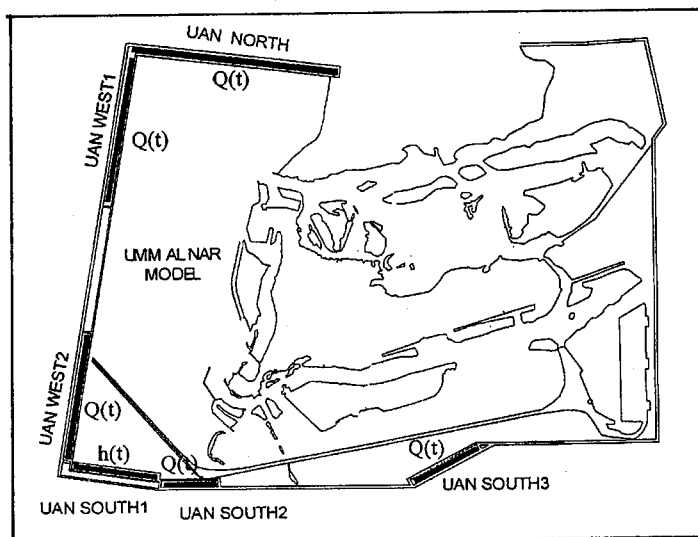 UAN NORTH
Q(t)
UAN WEST1
Q(t)
UMM AL NAR
MODEL
UAN WEST2
Q(t)
h(t)
Q(t)
Q(t)
UAN SOUTH1
UAN SOUTH2
UAN SOUTH3